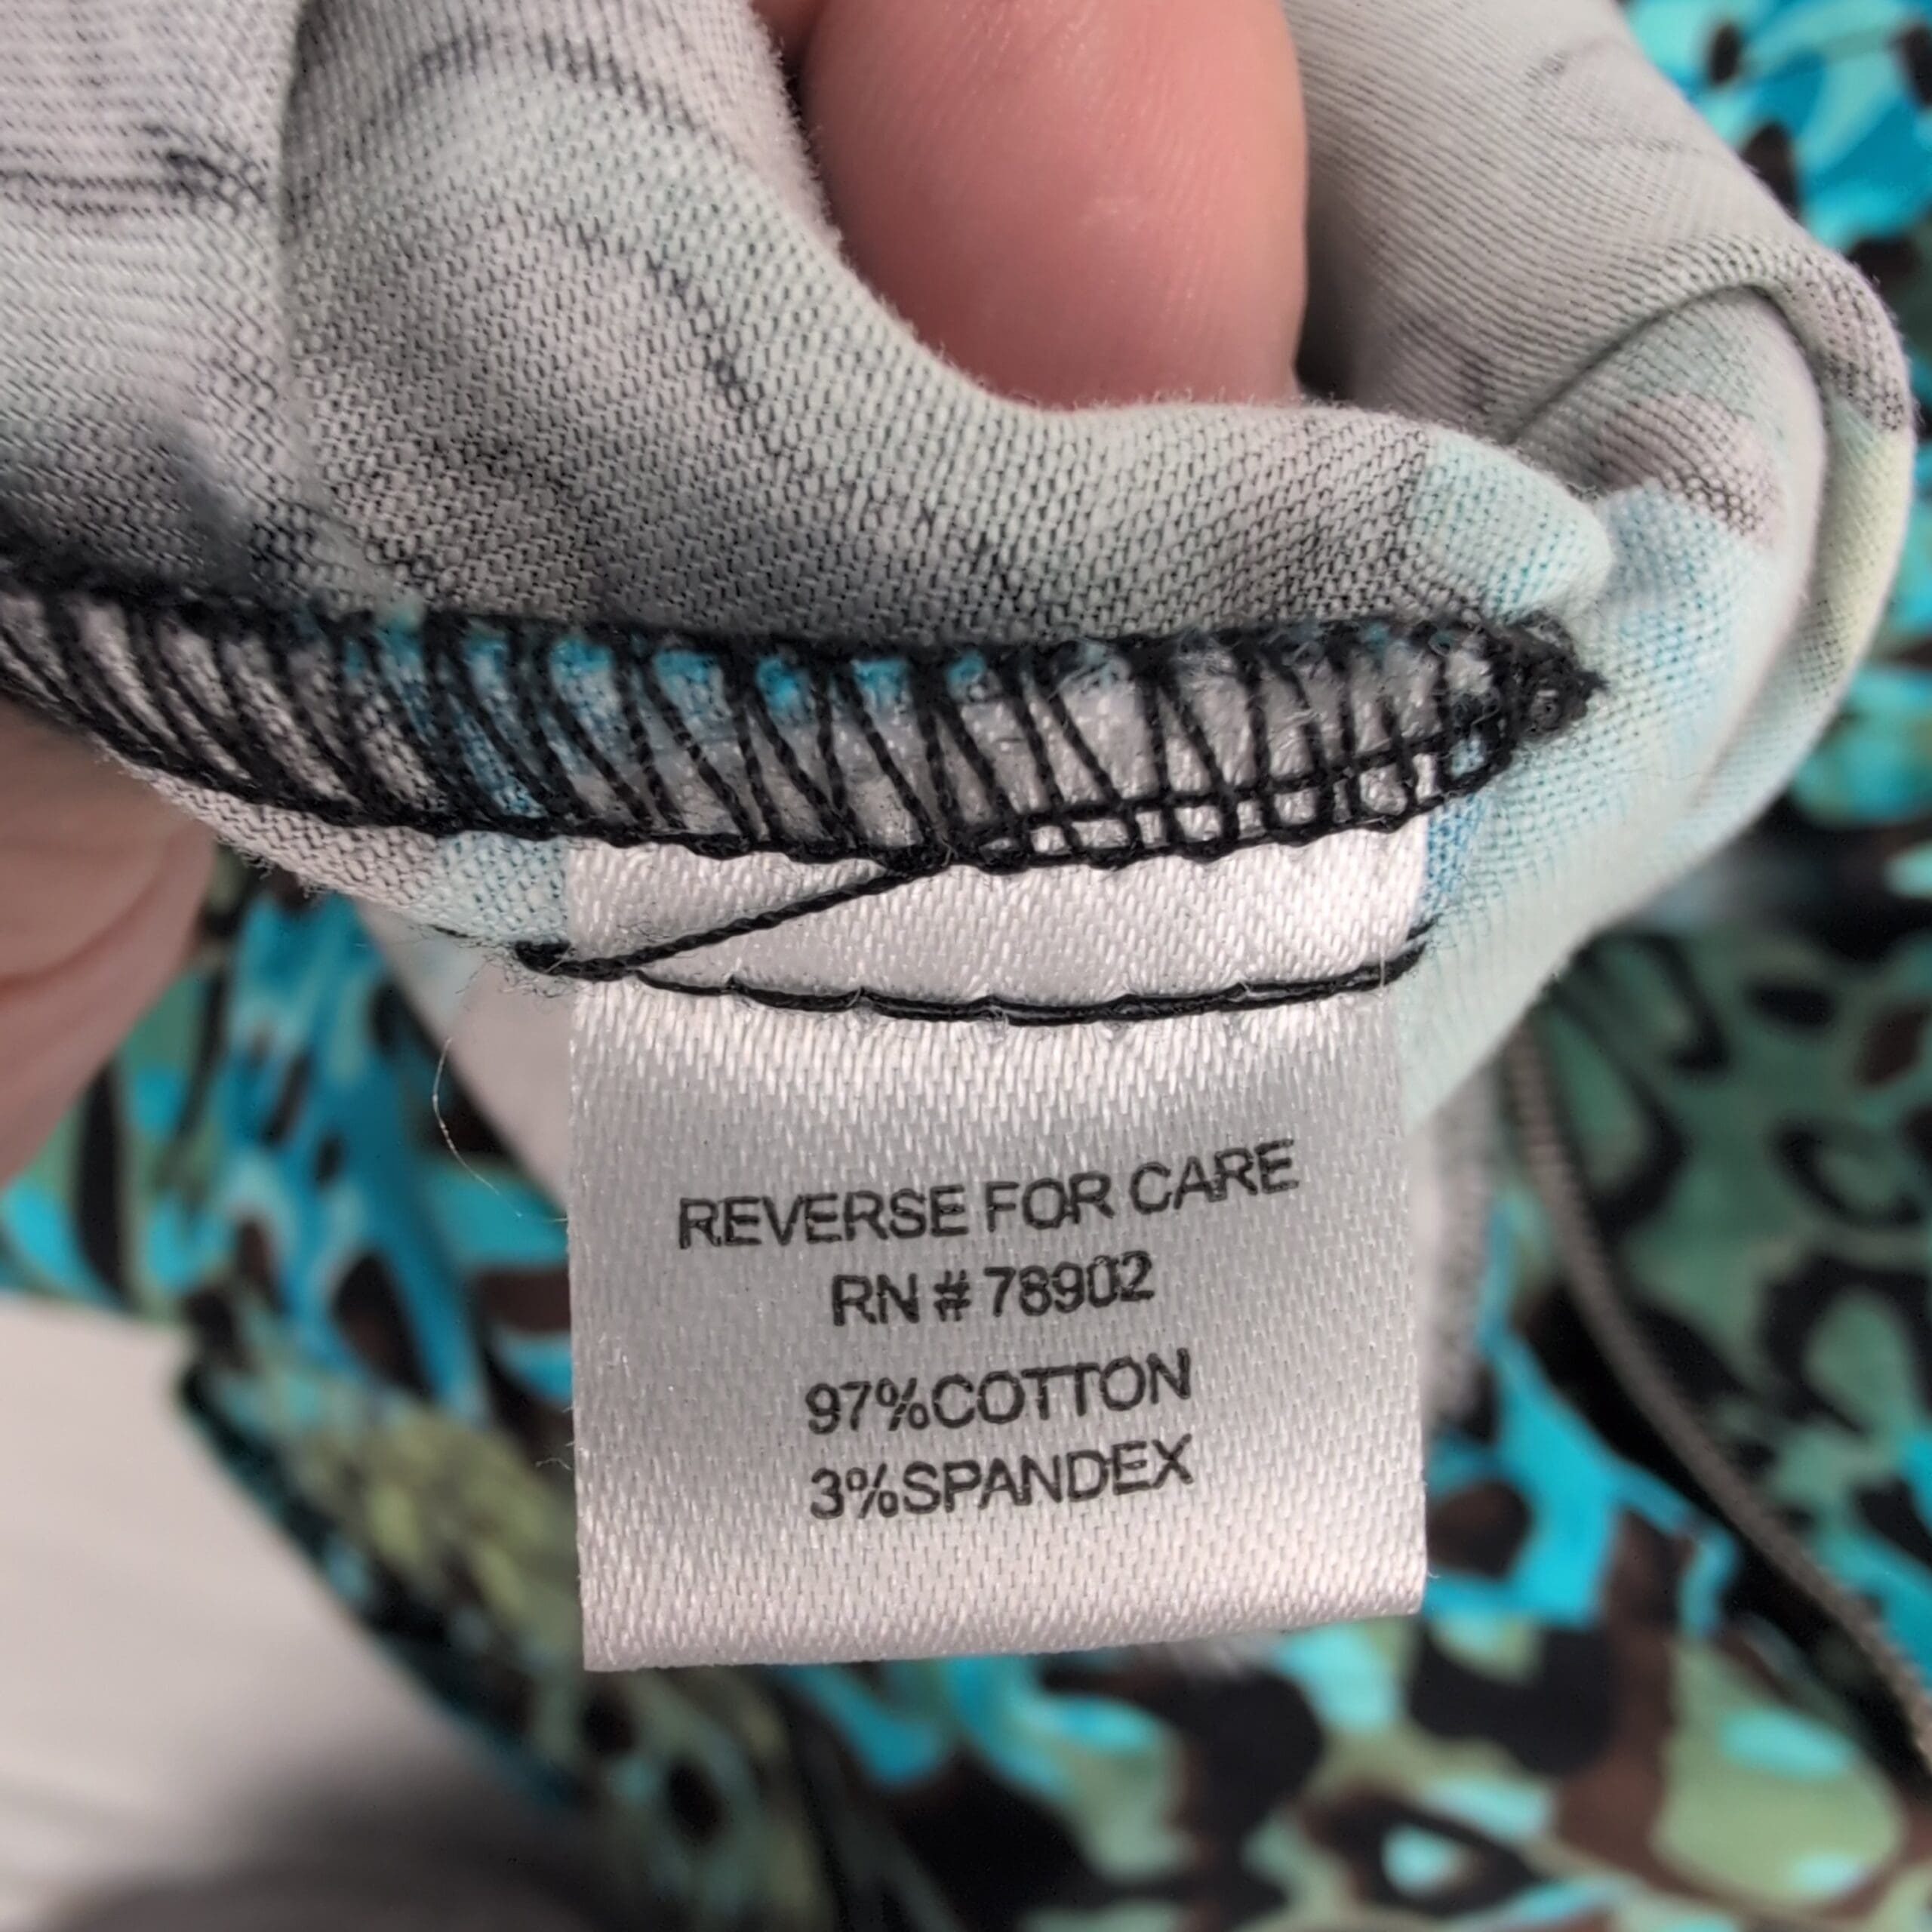 REVERSE FOR CARE
RN # 78902
97%COTTON
3%SPANDEX